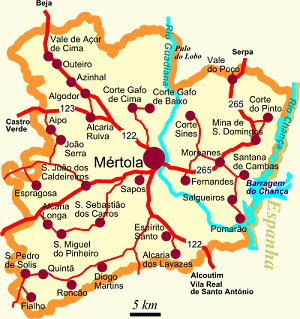 Beja
Vale de Açor
de Cima
Outeiro
Azinhal
Algodor
123
Rio Guadiana
Pulo
do Lobo
Serpa
Vale
do Poço
265
Rio Chança
Corte Gafo
de Cima
Corte Gafo
de Baixo
Corte
do Pinto
Castro
Verde
Aipo
Alcaria
Ruiva
122
Corte
Sines
Mina de
S. Domingos
João
Serra
Mértola
Moreanes
Santana
de Cambas
S. João dos
Caldeireiros
265
Espragosa
Sapos
Fernandes
Barragem
do Chança
Salgueiros
Alcaria
Longa
S. Sebastião
dos Carros
Pomarão
Espanha
S. Miguel
do Pinheiro
Espírito
Santo
122
S. Pedro
de Solis
Quintã
Alcaria
dos Lavazes
Diogo
Martins
Alcoutim
Vila Real
de Santo António
Fialho
Roncão
5 km